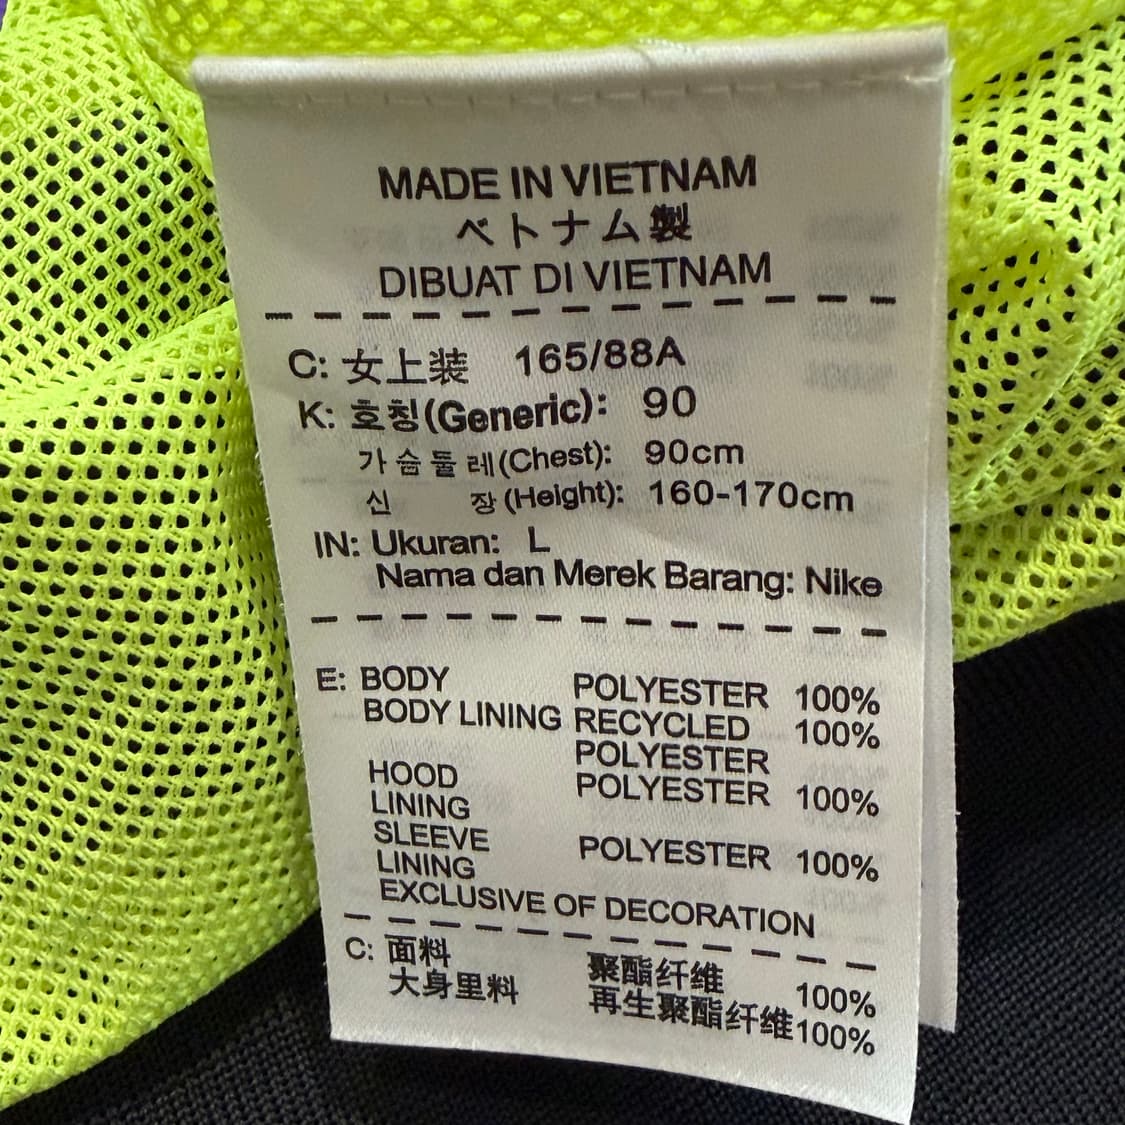 MADE IN VIETNAM
ベトナム製
DIBUAT DI VIETNAM
C: 女上装 165/88A
K: 호칭(Generic): 90
가슴둘레(Chest): 90cm
신 장(Height): 160-170cm
IN: Ukuran: L
Nama dan Merek Barang: Nike
E: BODY POLYESTER 100%
BODY LINING RECYCLED 100%
POLYESTER
HOOD POLYESTER 100%
LINING
SLEEVE POLYESTER 100%
LINING
EXCLUSIVE OF DECORATION
C: 面料 聚酯纤维 100%
大身里料 再生聚酯纤维100%